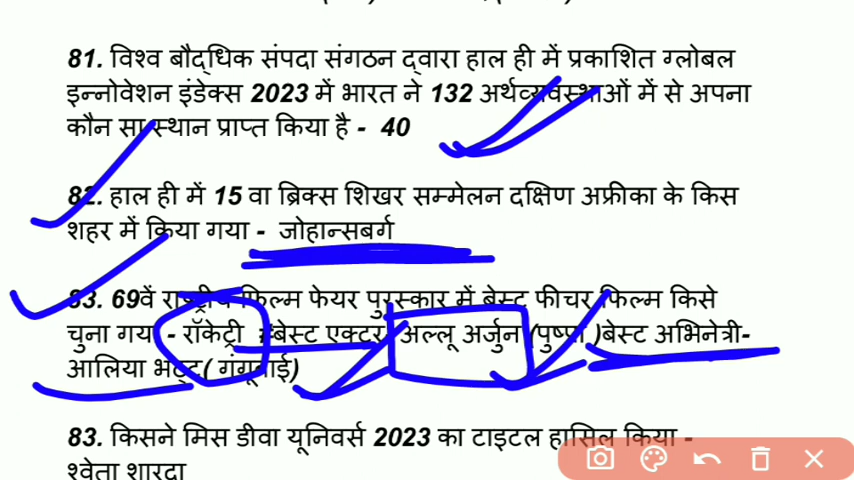 81. विश्व बौद्धिक संपदा संगठन द्वारा हाल ही में प्रकाशित ग्लोबल
इन्नोवेशन इंडेक्स 2023 में भारत ने 132 अर्थव्यवस्थाओं में से अपना
कौन सा स्थान प्राप्त किया है - 40
82. हाल ही में 15 वा ब्रिक्स शिखर सम्मेलन दक्षिण अफ्रीका के किस
शहर में किया गया - जोहान्सबर्ग
83. 69वें राष्ट्रीय फिल्म फेयर पुरस्कार में बेस्ट फीचर फिल्म किसे
चुना गया - रॉकेट्री बेस्ट एक्टर अल्लू अर्जुन (पुष्पा )बेस्ट अभिनेत्री-
आलिया भट्ट( गंगूबाई)
83. किसने मिस डीवा यूनिवर्स 2023 का टाइटल हासिल किया -
श्वेता शारदा